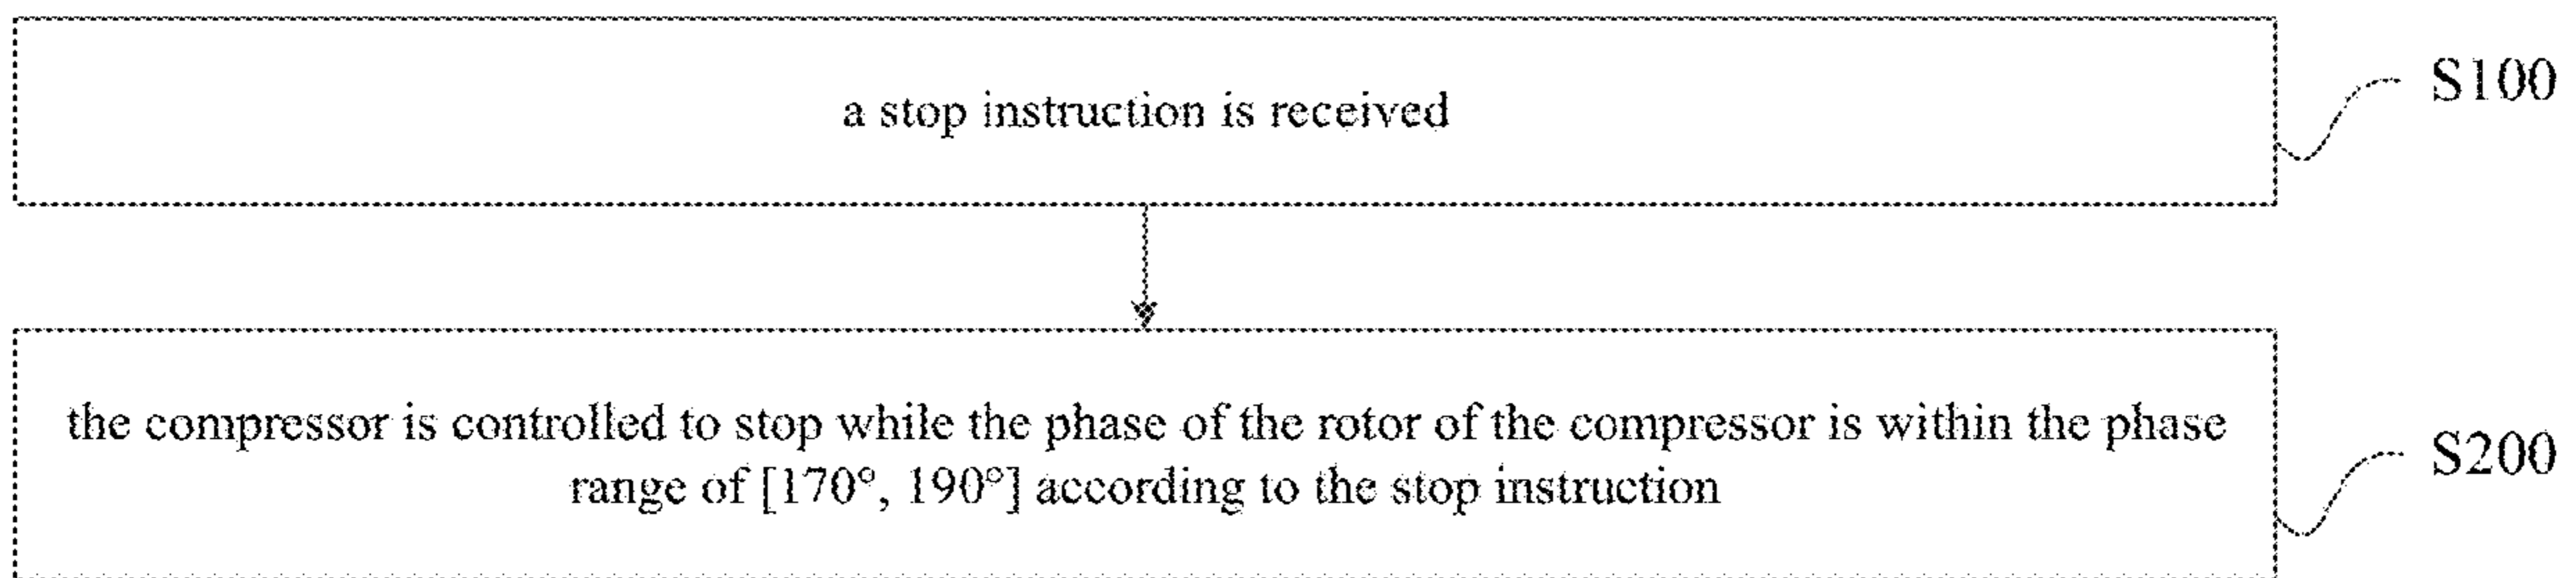 a stop instruction is received
S100
the compressor is controlled to stop while the phase of the rotor of the compressor is within the phase
range of [170°, 190°] according to the stop instruction
S200